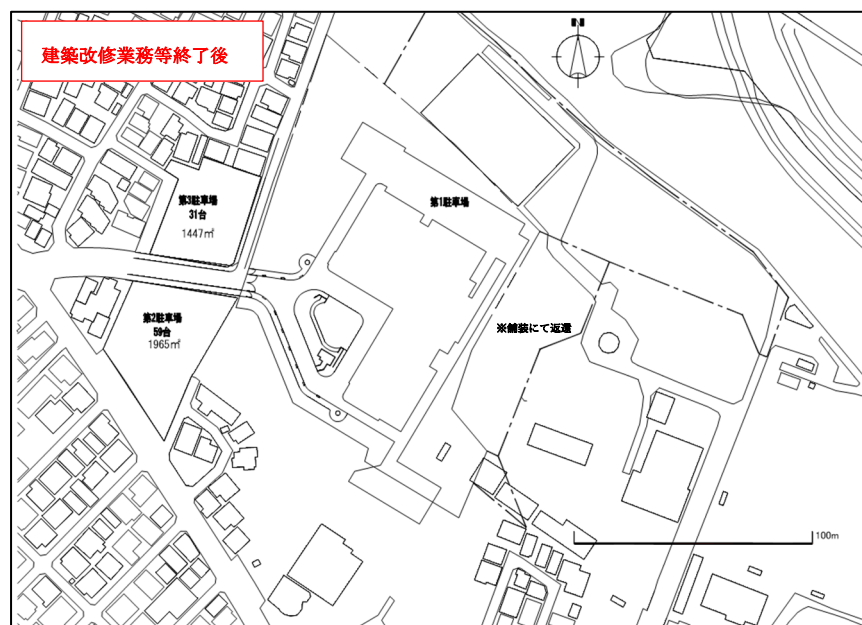 建築改修業務等終了後
第3駐車場
31台
1447㎡
第1駐車場
第2駐車場
59台
1965㎡
※舗装にて返還
100m